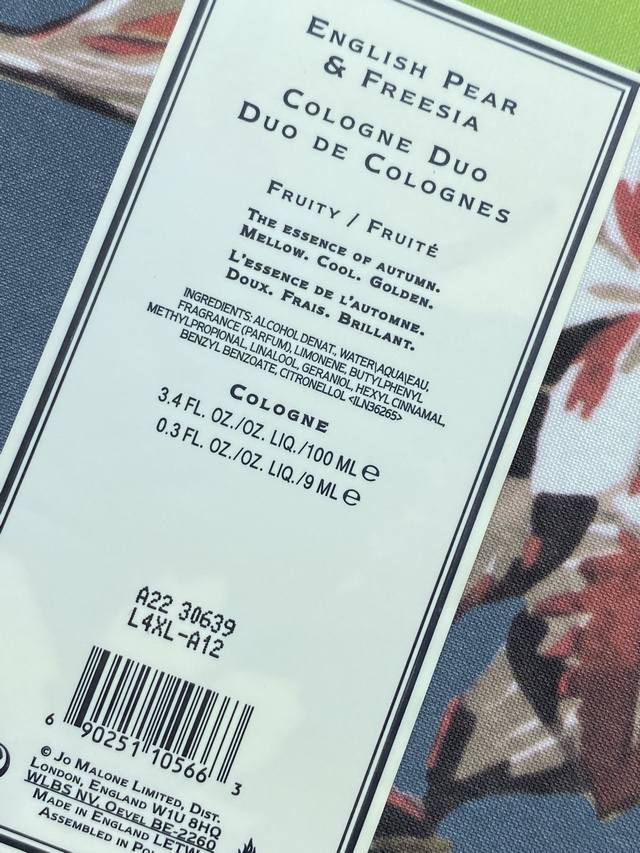 ENGLISH PEAR
& FREESIA
COLOGNE DUO
DUO DE COLOGNES
FRUITY / FRUITÉ
THE ESSENCE OF AUTUMN.
MELLOW. COOL. GOLDEN.
L'ESSENCE DE L'AUTOMNE.
DOUX. FRAIS. BRILLANT.
INGREDIENTS: ALCOHOL DENAT., WATER\AQUA\EAU,
FRAGRANCE (PARFUM), LIMONENE, BUTYLPHENYL
METHYLPROPIONAL, LINALOOL, GERANIOL, HEXYL CINNAMAL,
BENZYL BENZOATE, CITRONELLOL <ILN36265>
COLOGNE
3.4 FL. OZ./OZ. LIQ./100 ML ℮
0.3 FL. OZ./OZ. LIQ./9 ML ℮
A22 30639
L4XL-A12
6 90251 10566 3
© JO MALONE LIMITED, DIST.
LONDON, ENGLAND W1U 8HQ
WLBS NV. OEVEL BE-2260
MADE IN ENGLAND LETW
ASSEMBLED IN